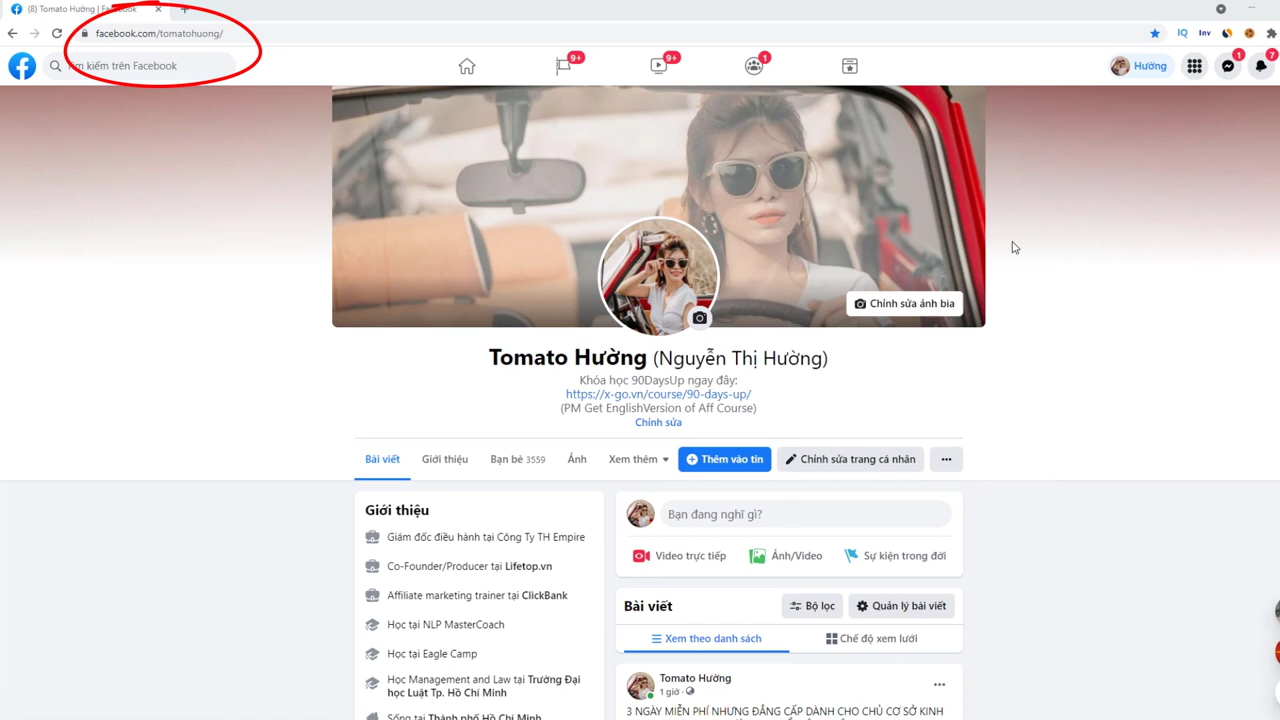 (8) Tomato Hường | Facebook
facebook.com/tomatohuong/
IQ
Inv
Tìm kiếm trên Facebook
9+
9+
1
Hường
1
7
Chỉnh sửa ảnh bìa
Tomato Hường (Nguyễn Thị Hường)
Khóa học 90DaysUp ngay đây:
https://x-go.vn/course/90-days-up/
(PM Get EnglishVersion of Aff Course)
Chỉnh sửa
Bài viết
Giới thiệu
Bạn bè 3559
Ảnh
Xem thêm
Thêm vào tin
Chỉnh sửa trang cá nhân
Giới thiệu
Giám đốc điều hành tại Công Ty TH Empire
Co-Founder/Producer tại Lifetop.vn
Affiliate marketing trainer tại ClickBank
Học tại NLP MasterCoach
Học tại Eagle Camp
Học Management and Law tại Trường Đại
học Luật Tp. Hồ Chí Minh
Sống tại Thành phố Hồ Chí Minh
Bạn đang nghĩ gì?
Video trực tiếp
Ảnh/Video
Sự kiện trong đời
Bài viết
Bộ lọc
Quản lý bài viết
Xem theo danh sách
Chế độ xem lưới
Tomato Hường
1 giờ ·
3 NGÀY MIỄN PHÍ NHƯNG ĐẲNG CẤP DÀNH CHO CHỦ CƠ SỞ KINH